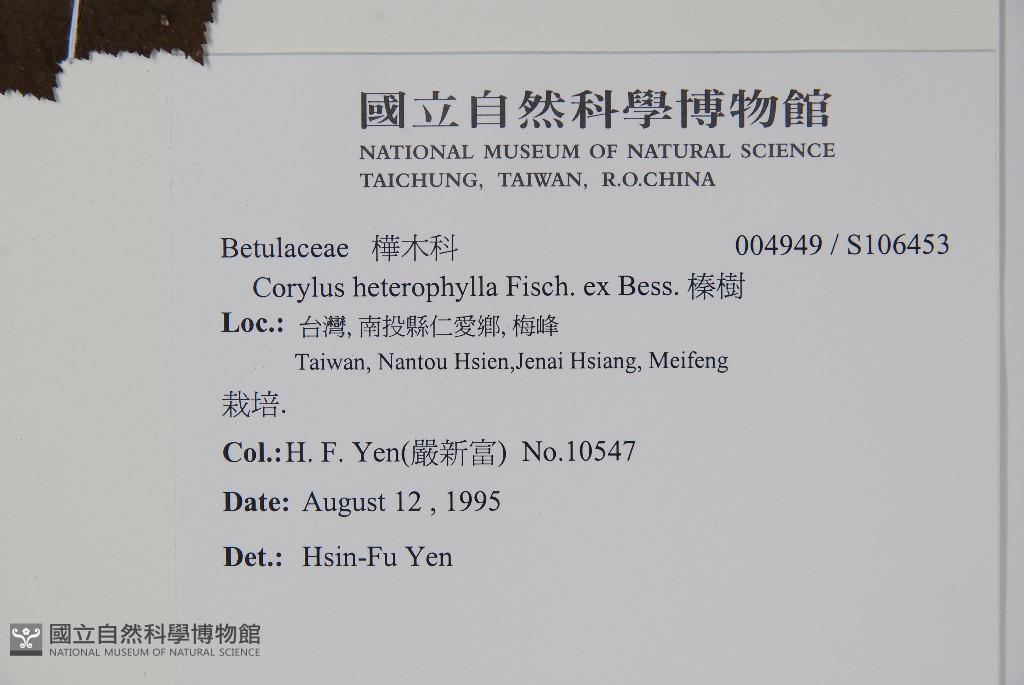 國立自然科學博物館
NATIONAL MUSEUM OF NATURAL SCIENCE
TAICHUNG, TAIWAN, R.O.CHINA
Betulaceae 樺木科 004949 / S106453
Corylus heterophylla Fisch. ex Bess. 榛樹
Loc.: 台灣, 南投縣仁愛鄉, 梅峰
Taiwan, Nantou Hsien,Jenai Hsiang, Meifeng
栽培.
Col.:H. F. Yen(嚴新富) No.10547
Date: August 12 , 1995
Det.: Hsin-Fu Yen
國立自然科學博物館
NATIONAL MUSEUM OF NATURAL SCIENCE